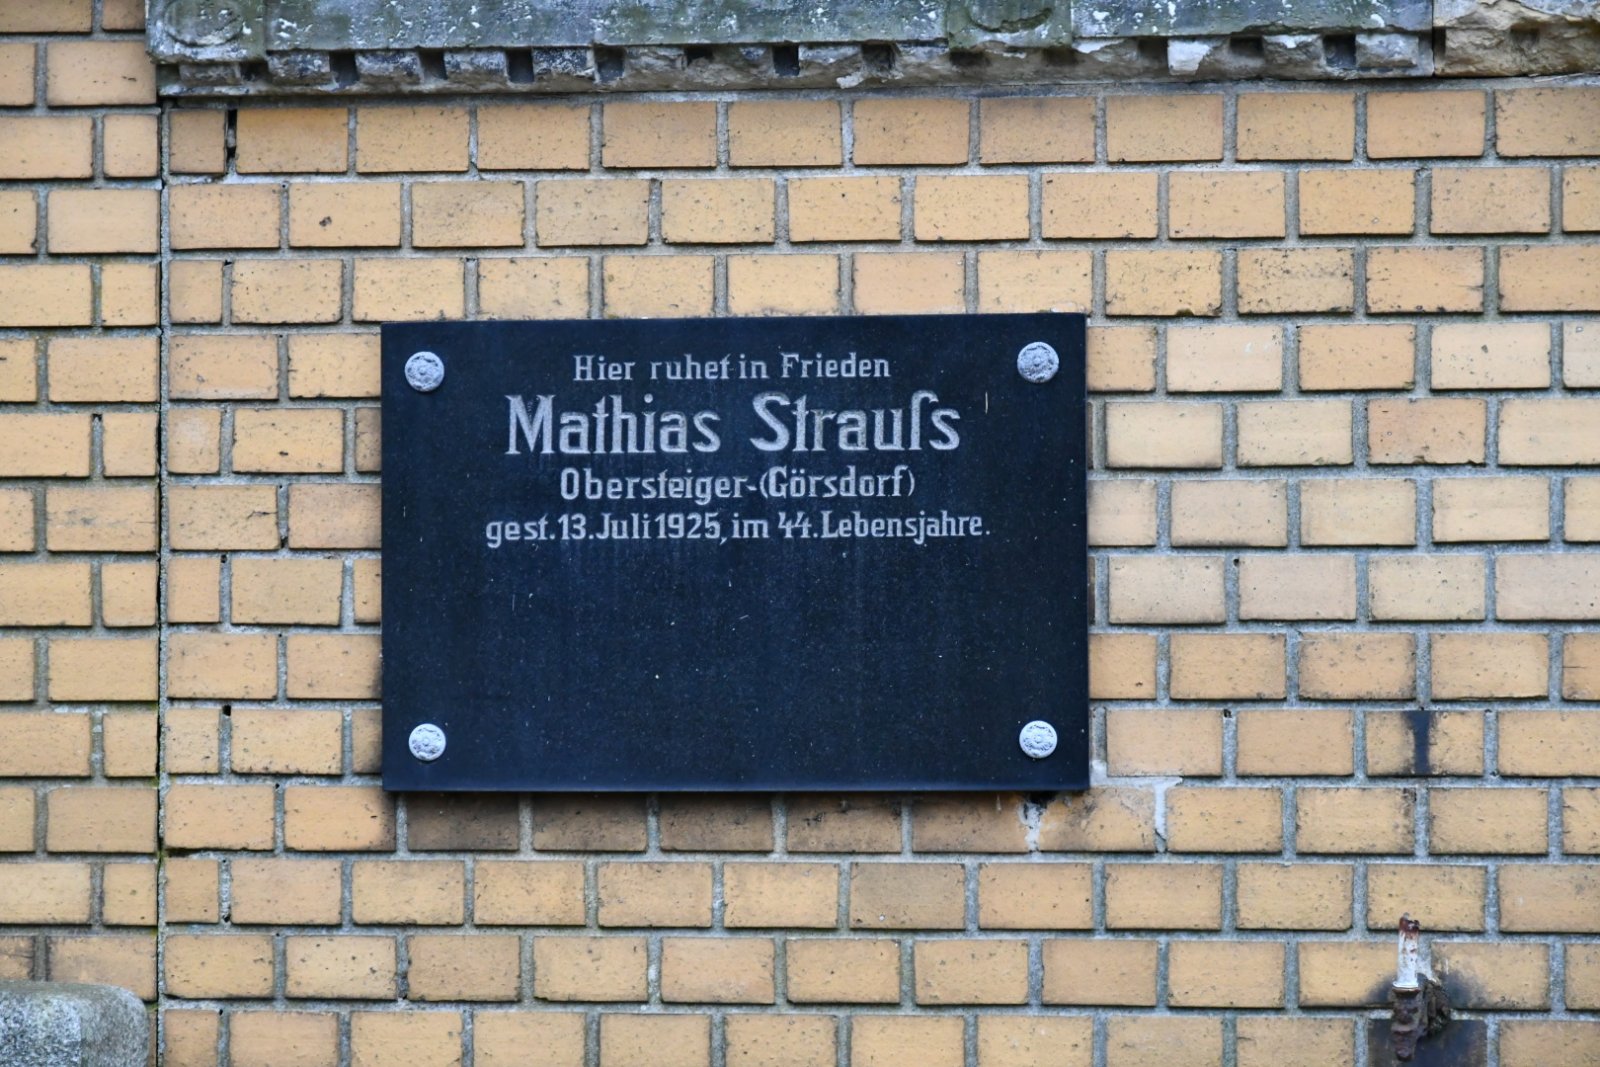 Hier ruhet in Frieden
Mathias Strauſs
Obersteiger-(Görsdorf)
gest. 13. Juli 1925, im 44. Lebensjahre.